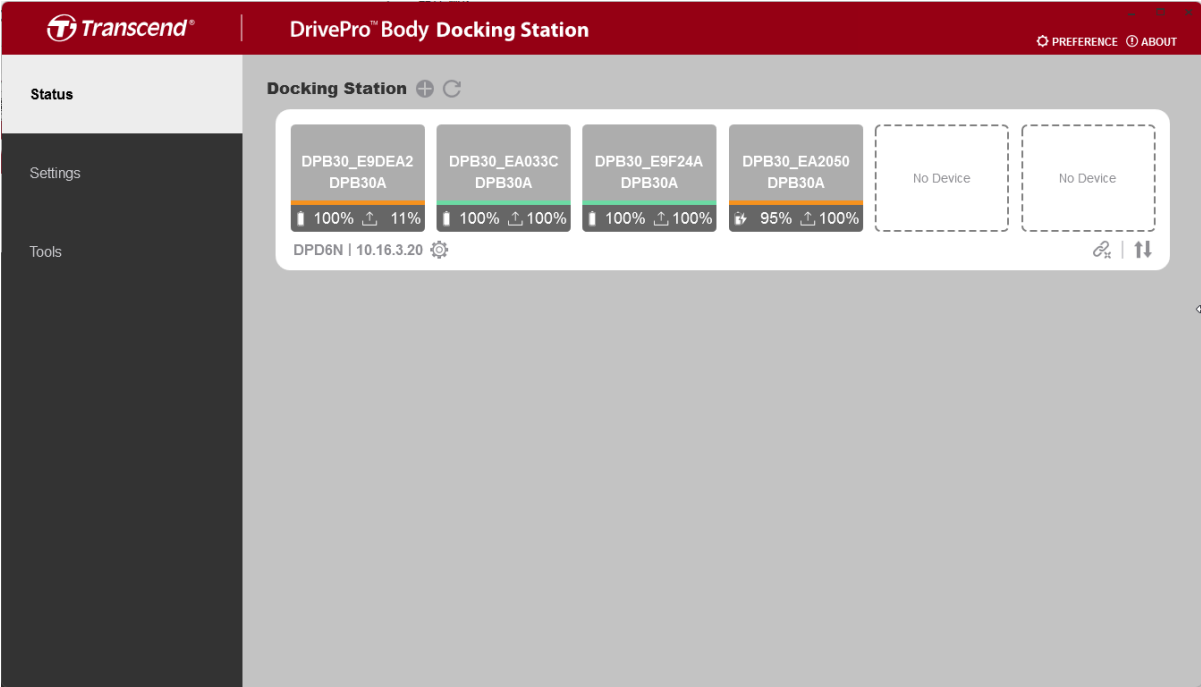 Transcend®
DrivePro™ Body Docking Station
PREFERENCE ABOUT
Status
Settings
Tools
Docking Station
DPB30_E9DEA2
DPB30A
100% 11%
DPB30_EA033C
DPB30A
100% 100%
DPB30_E9F24A
DPB30A
100% 100%
DPB30_EA2050
DPB30A
95% 100%
No Device
No Device
DPD6N | 10.16.3.20